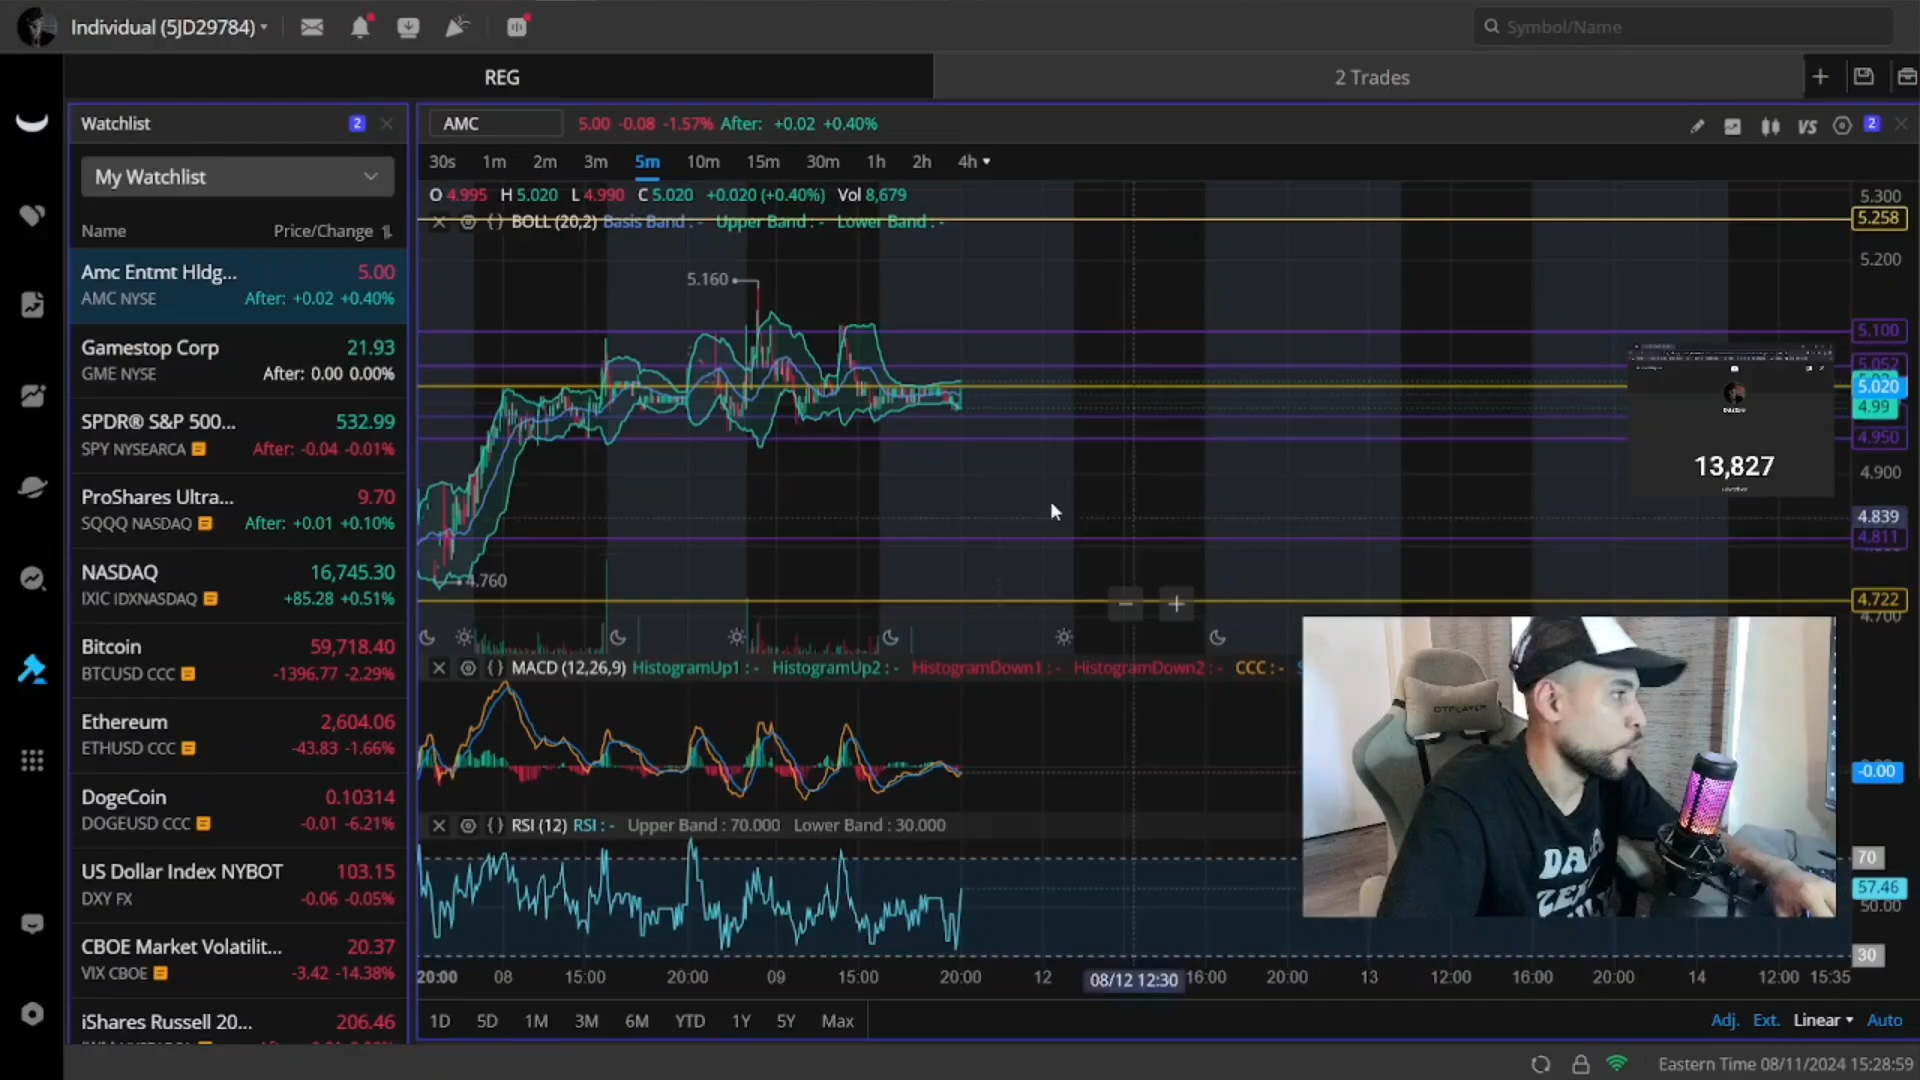 Individual (5JD29784)
Symbol/Name
REG
2 Trades
Watchlist
2
AMC
5.00 -0.08 -1.57% After: +0.02 +0.40%
VS
2
My Watchlist
30s 1m 2m 3m 5m 10m 15m 30m 1h 2h 4h
O 4.995 H 5.020 L 4.990 C 5.020 +0.020 (+0.40%) Vol 8,679
BOLL (20,2) Basis Band : - Upper Band : - Lower Band : -
Name Price/Change
Amc Entmt Hldg... 5.00
AMC NYSE After: +0.02 +0.40%
Gamestop Corp 21.93
GME NYSE After: 0.00 0.00%
SPDR® S&P 500... 532.99
SPY NYSEARCA After: -0.04 -0.01%
ProShares Ultra... 9.70
SQQQ NASDAQ After: +0.01 +0.10%
NASDAQ 16,745.30
IXIC IDXNASDAQ +85.28 +0.51%
Bitcoin 59,718.40
BTCUSD CCC -1396.77 -2.29%
Ethereum 2,604.06
ETHUSD CCC -43.83 -1.66%
DogeCoin 0.10314
DOGEUSD CCC -0.01 -6.21%
US Dollar Index NYBOT 103.15
DXY FX -0.06 -0.05%
CBOE Market Volatilit... 20.37
VIX CBOE -3.42 -14.38%
iShares Russell 20... 206.46
5.160
4.760
5.300
5.258
5.200
5.100
5.052
5.020
4.99
4.950
4.900
4.839
4.811
4.722
4.700
13,827
MACD (12,26,9) HistogramUp1 : - HistogramUp2 : - HistogramDown1 : - HistogramDown2 : - CCC : -
-0.00
RSI (12) RSI : - Upper Band : 70.000 Lower Band : 30.000
70
57.46
50.00
30
DTPLAYER
20:00 08 15:00 20:00 09 15:00 20:00 12 08/12 12:30 16:00 20:00 13 12:00 16:00 20:00 14 12:00 15:35
1D 5D 1M 3M 6M YTD 1Y 5Y Max
Adj. Ext. Linear Auto
Eastern Time 08/11/2024 15:28:59